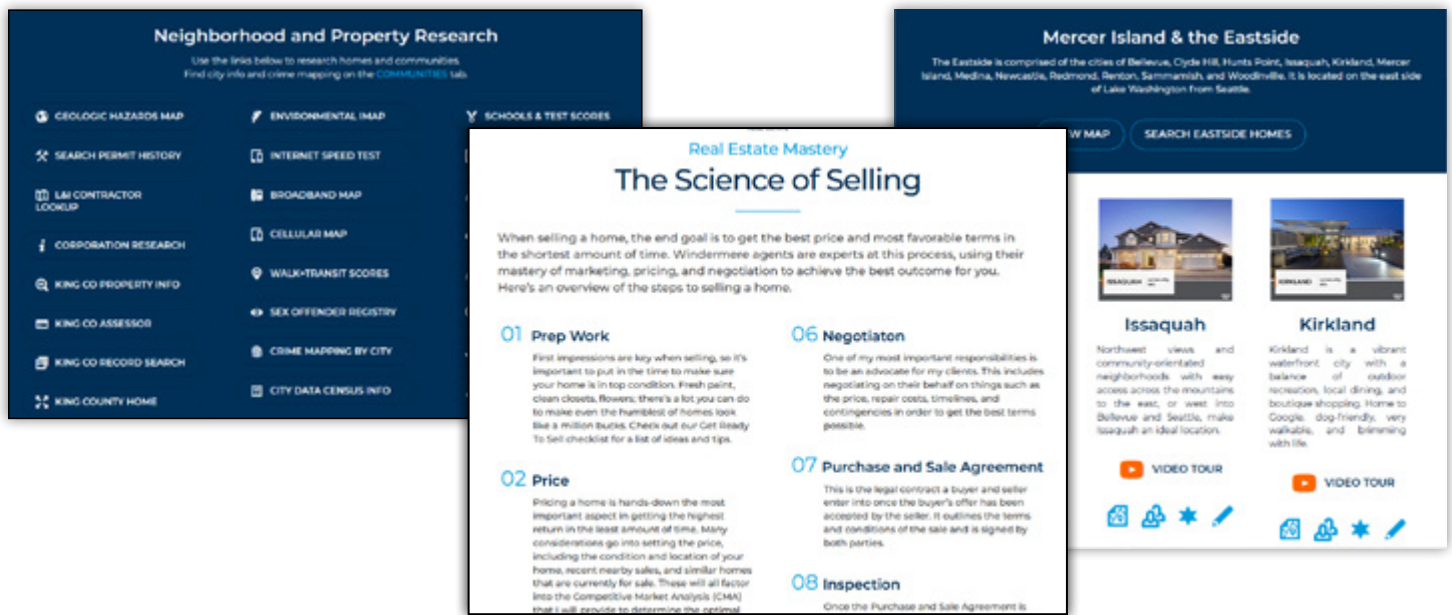 Neighborhood and Property Research
Use the links below to research homes and communities.
Find city info and crime mapping on the COMMUNITIES tab.
GEOLOGIC HAZARDS MAP
SEARCH PERMIT HISTORY
L&I CONTRACTOR
LOOKUP
CORPORATION RESEARCH
KING CO PROPERTY INFO
KING CO ASSESSOR
KING CO RECORD SEARCH
KING COUNTY HOME
ENVIRONMENTAL IMAP
INTERNET SPEED TEST
BROADBAND MAP
CELLULAR MAP
WALK+TRANSIT SCORES
SEX OFFENDER REGISTRY
CRIME MAPPING BY CITY
CITY DATA CENSUS INFO
SCHOOLS & TEST SCORES
Real Estate Mastery
The Science of Selling
When selling a home, the end goal is to get the best price and most favorable terms in
the shortest amount of time. Windermere agents are experts at this process, using their
mastery of marketing, pricing, and negotiation to achieve the best outcome for you.
Here's an overview of the steps to selling a home.
01 Prep Work
First impressions are key when selling, so it's
important to put in the time to make sure
your home is in top condition. Fresh paint,
clean closets, flowers: there's a lot you can do
to make even the humblest of homes look
like a million bucks. Check out our Get Ready
To Sell checklist for a list of ideas and tips.
02 Price
Pricing a home is hands-down the most
important aspect in getting the highest
return in the least amount of time. Many
considerations go into setting the price,
including the condition and location of your
home, recent nearby sales, and similar homes
that are currently for sale. These will all factor
into the Competitive Market Analysis (CMA)
that I will provide to determine the optimal
06 Negotiaton
One of my most important responsibilities is
to be an advocate for my clients. This includes
negotiating on their behalf on things such as
the price, repair costs, timelines, and
contingencies in order to get the best terms
possible.
07 Purchase and Sale Agreement
This is the legal contract a buyer and seller
enter into once the buyer's offer has been
accepted by the seller. It outlines the terms
and conditions of the sale and is signed by
both parties.
08 Inspection
Once the Purchase and Sale Agreement is
Mercer Island & the Eastside
The Eastside is comprised of the cities of Bellevue, Clyde Hill, Hunts Point, Issaquah, Kirkland, Mercer
Island, Medina, Newcastle, Redmond, Renton, Sammamish, and Woodinville. It is located on the east side
of Lake Washington from Seattle.
W MAP
SEARCH EASTSIDE HOMES
ISSAQUAH
KIRKLAND
Issaquah
Northwest views and
community-orientated
neighborhoods with easy
access across the mountains
to the east, or west into
Bellevue and Seattle, make
Issaquah an ideal location.
VIDEO TOUR
Kirkland
Kirkland is a vibrant
waterfront city with a
balance of outdoor
recreation, local dining, and
boutique shopping. Home to
Google, dog-friendly, very
walkable, and brimming
with life.
VIDEO TOUR